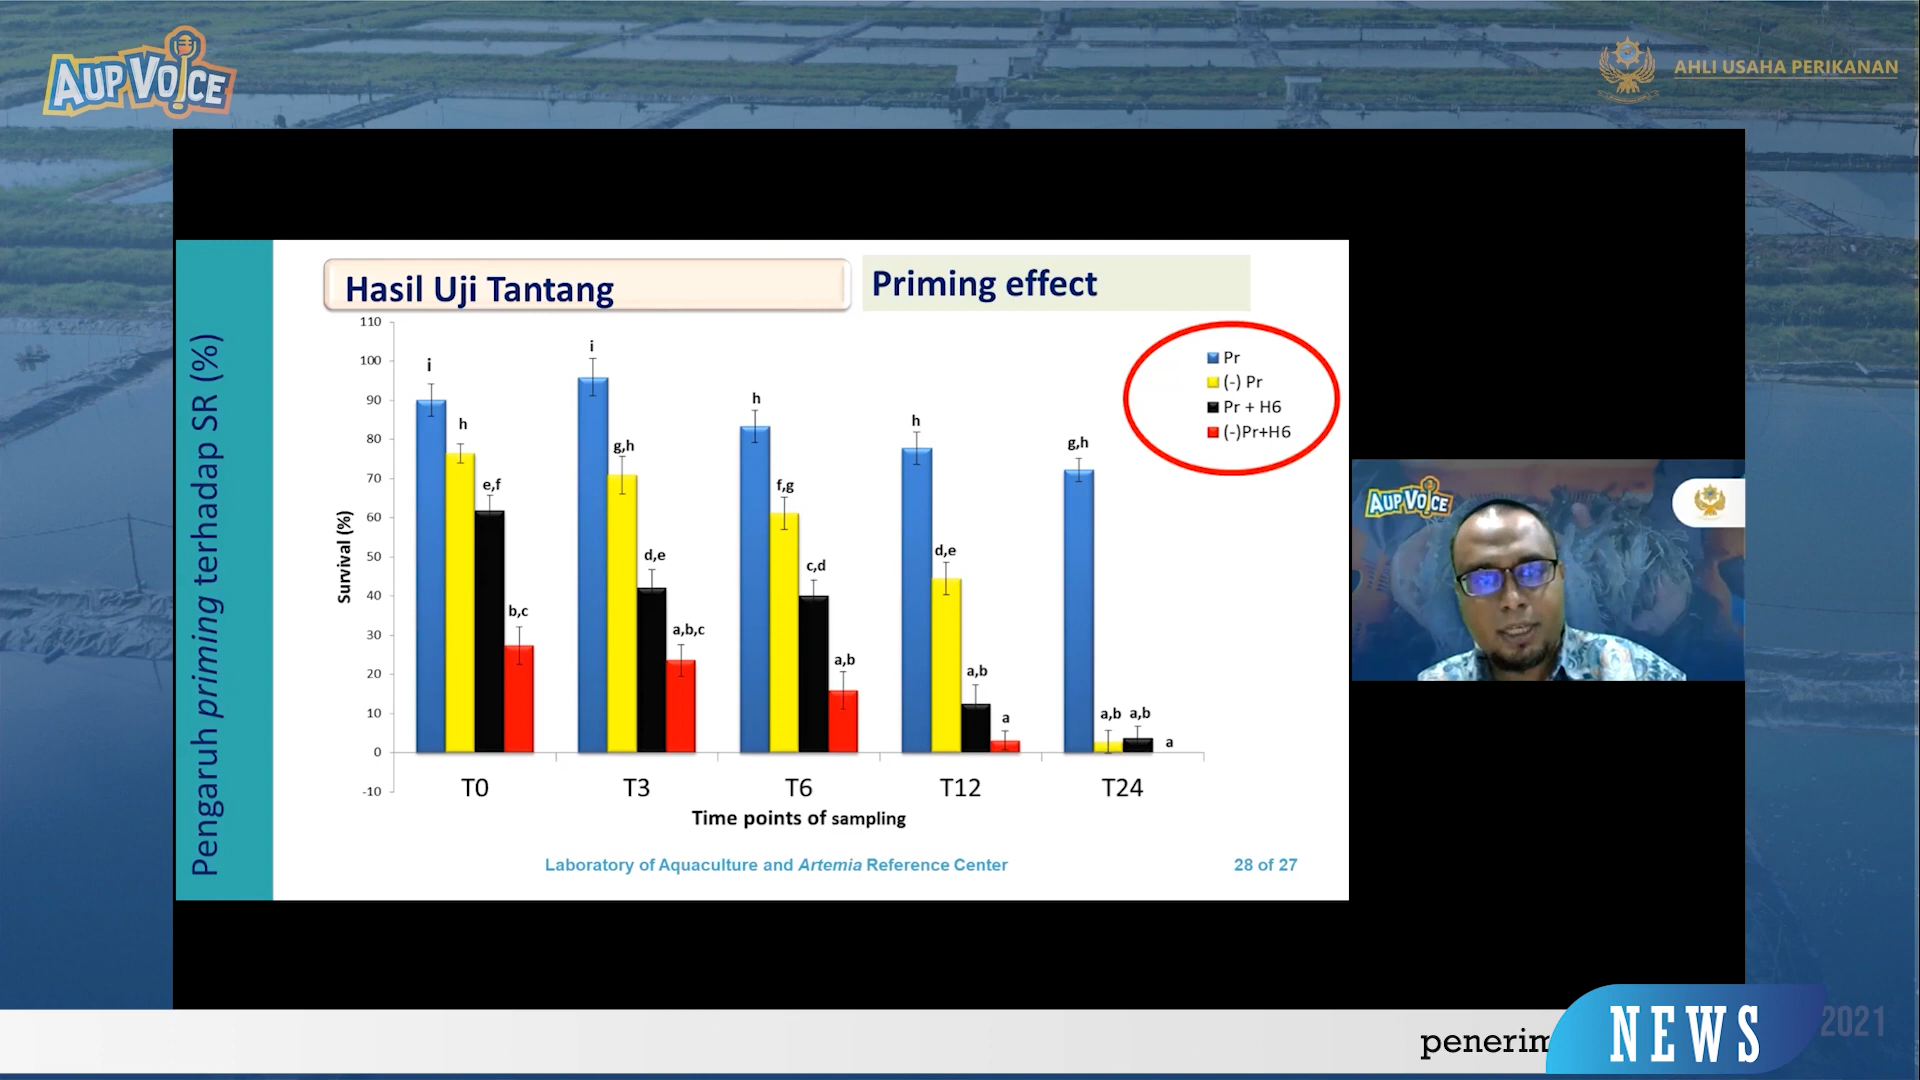 AUP VOICE
AHLI USAHA PERIKANAN
Hasil Uji Tantang
Priming effect
Pengaruh priming terhadap SR (%)
Survival (%)
110
100
90
80
70
60
50
40
30
20
10
0
-10
i
h
e,f
b,c
i
g,h
d,e
a,b,c
h
f,g
c,d
a,b
h
d,e
a,b
a
g,h
a,b
a,b
a
Pr
(-) Pr
Pr + H6
(-)Pr+H6
T0 T3 T6 T12 T24
Time points of sampling
Laboratory of Aquaculture and Artemia Reference Center
28 of 27
AUP VOICE
penerim
NEWS
2021